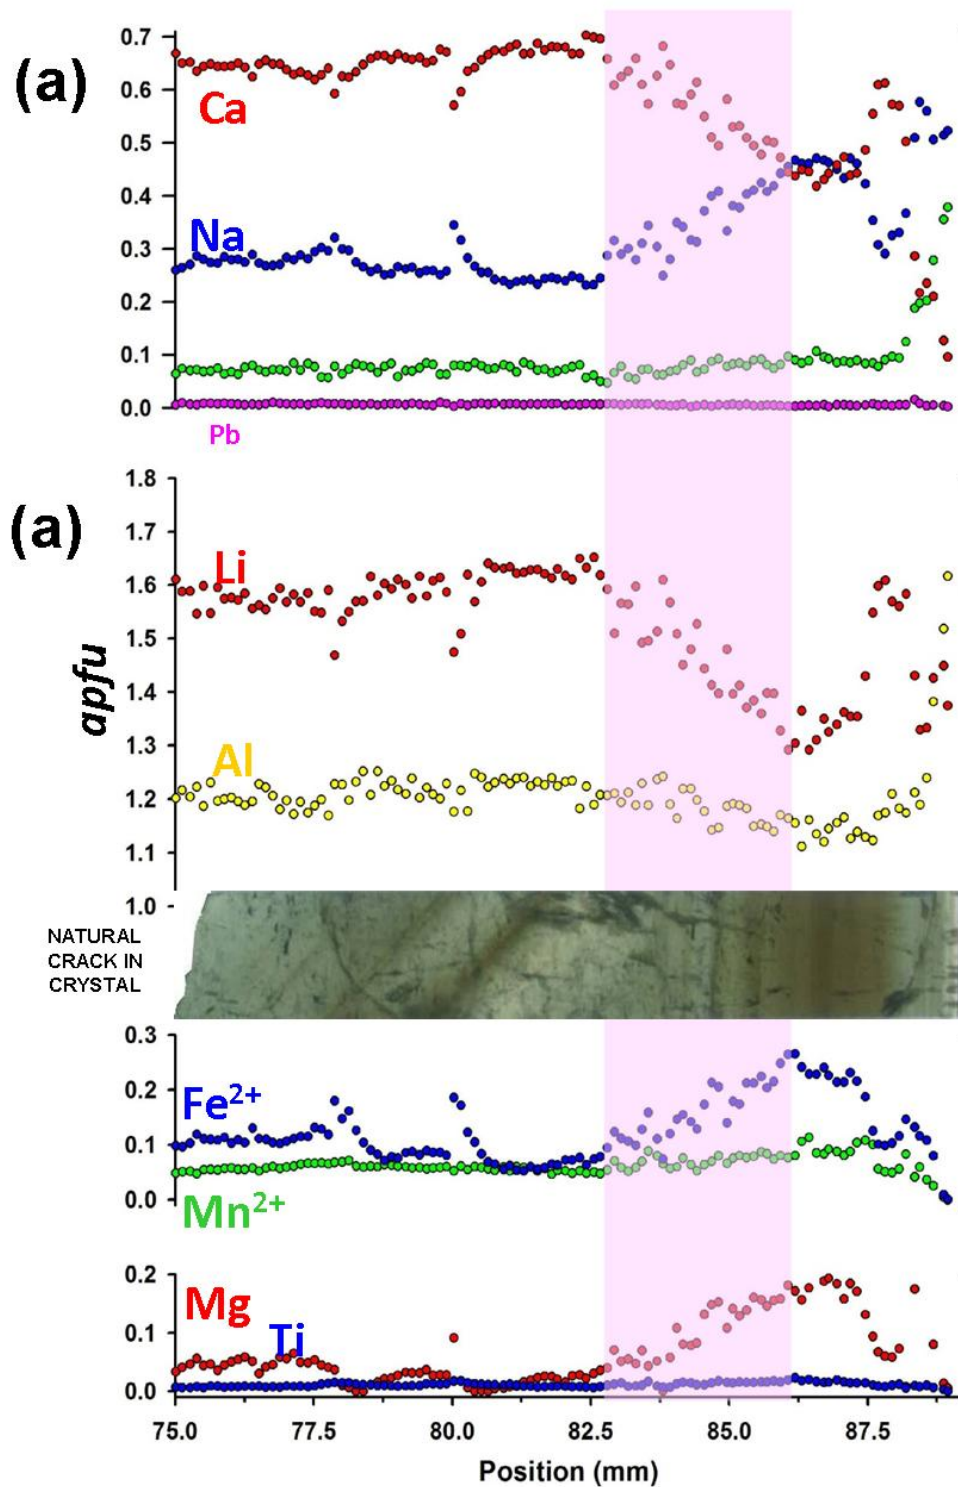 (a)
0.7
0.6
0.5
0.4
0.3
0.2
0.1
0.0
Ca
Na
Pb
(a)
apfu
1.8
1.7
1.6
1.5
1.4
1.3
1.2
1.1
1.0
Li
Al
NATURAL
CRACK IN
CRYSTAL
0.3
0.2
0.1
0.0
Fe2+
Mn2+
0.2
0.1
0.0
Mg
Ti
75.0 77.5 80.0 82.5 85.0 87.5
Position (mm)